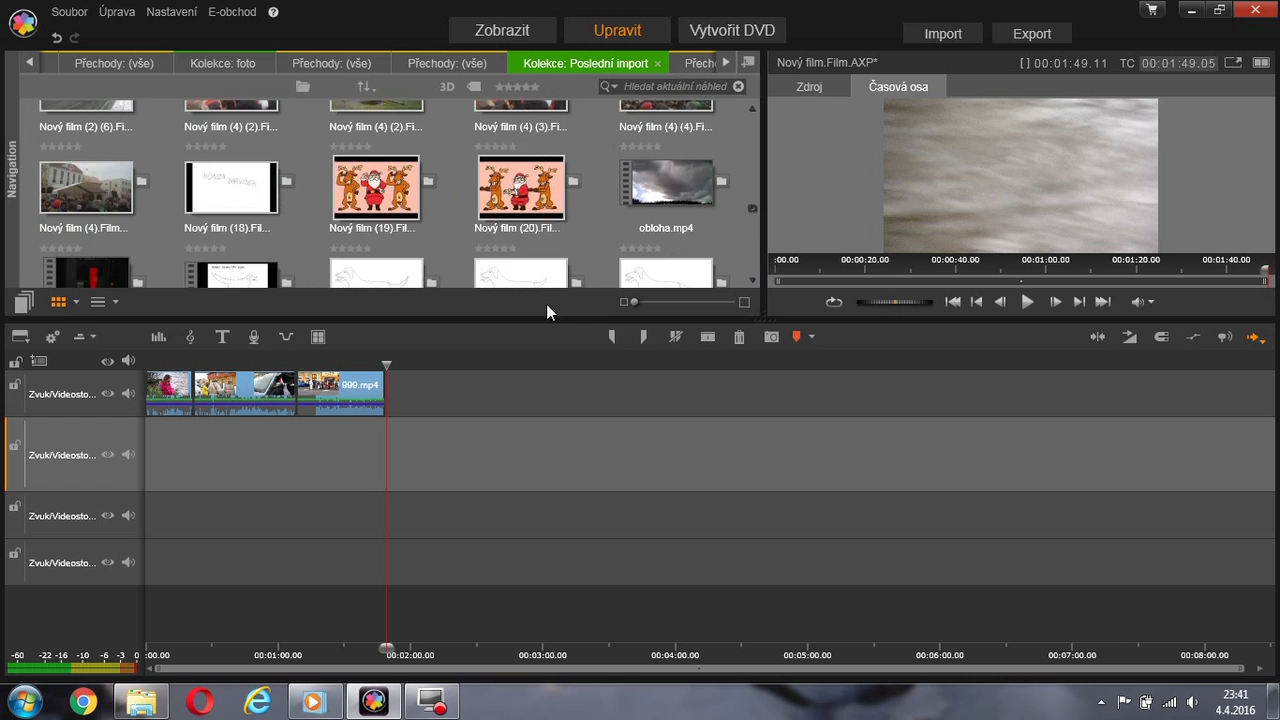 Soubor Úprava Nastavení E-obchod
Zobrazit Upravit Vytvořit DVD
Import Export
Přechody: (vše) Kolekce: foto Přechody: (vše) Přechody: (vše) Kolekce: Poslední import × Přech
Nový film.Film.AXP* [ ] 00:01:49.11 TC 00:01:49.05
3D Hledat aktuální náhled
Zdroj Časová osa
Navigation
Nový film (2) (6).Fi... Nový film (4) (2).Fi... Nový film (4) (2).Fi... Nový film (4) (3).Fi... Nový film (4) (4).Fi...
Nový film (4).Film... Nový film (18).Fil... Nový film (19).Fil... Nový film (20).Fil... obloha.mp4
:00.00 00:00:20.00 00:00:40.00 00:01:00.00 00:01:20.00 00:01:40.00
999.mp4
Zvuk/Videosto...
Zvuk/Videosto...
Zvuk/Videosto...
Zvuk/Videosto...
-60 -22 -16 -10 -6 -3 0 :00.00 00:01:00.00 00:02:00.00 00:03:00.00 00:04:00.00 00:05:00.00 00:06:00.00 00:07:00.00 00:08:00.00
23:41
4.4.2016